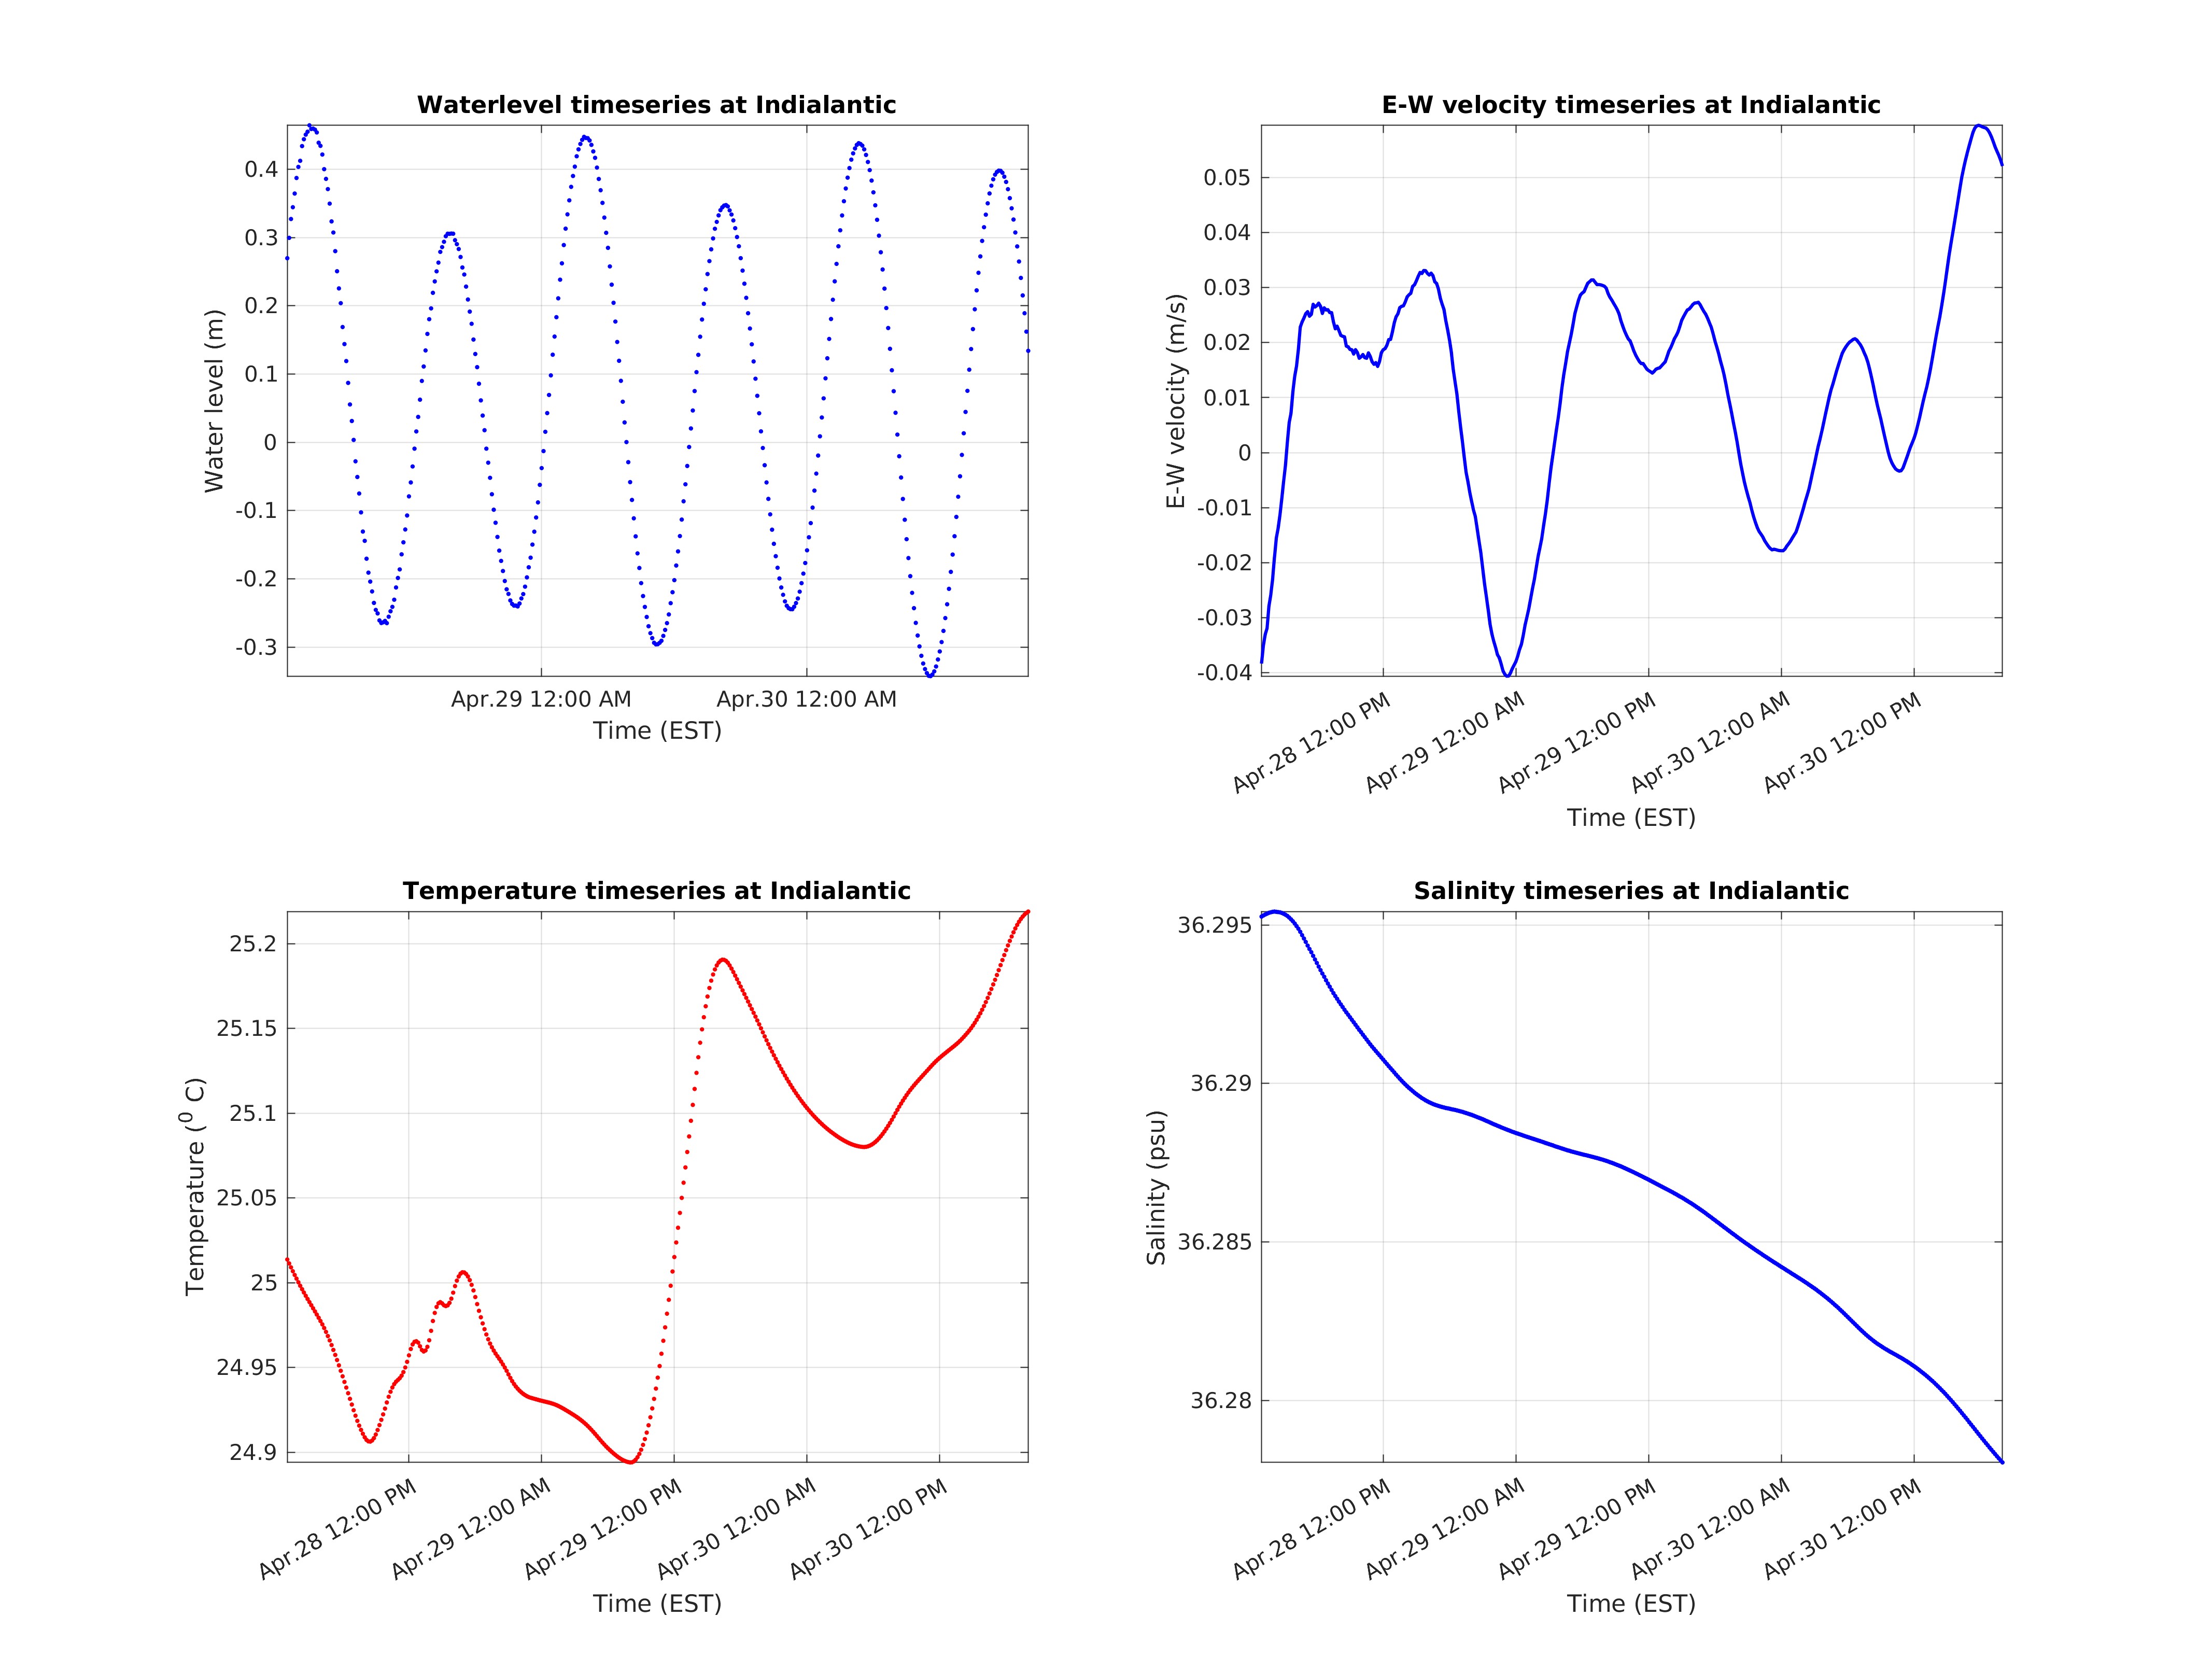 Waterlevel timeseries at Indialantic
0.4
0.3
0.2
0.1
0
-0.1
-0.2
-0.3
Water level (m)
Apr.29 12:00 AM
Apr.30 12:00 AM
Time (EST)
E-W velocity timeseries at Indialantic
0.05
0.04
0.03
0.02
0.01
0
-0.01
-0.02
-0.03
-0.04
E-W velocity (m/s)
Apr.28 12:00 PM
Apr.29 12:00 AM
Apr.29 12:00 PM
Apr.30 12:00 AM
Apr.30 12:00 PM
Time (EST)
Temperature timeseries at Indialantic
25.2
25.15
25.1
25.05
25
24.95
24.9
Temperature (⁰ C)
Apr.28 12:00 PM
Apr.29 12:00 AM
Apr.29 12:00 PM
Apr.30 12:00 AM
Apr.30 12:00 PM
Time (EST)
Salinity timeseries at Indialantic
36.295
36.29
36.285
36.28
Salinity (psu)
Apr.28 12:00 PM
Apr.29 12:00 AM
Apr.29 12:00 PM
Apr.30 12:00 AM
Apr.30 12:00 PM
Time (EST)